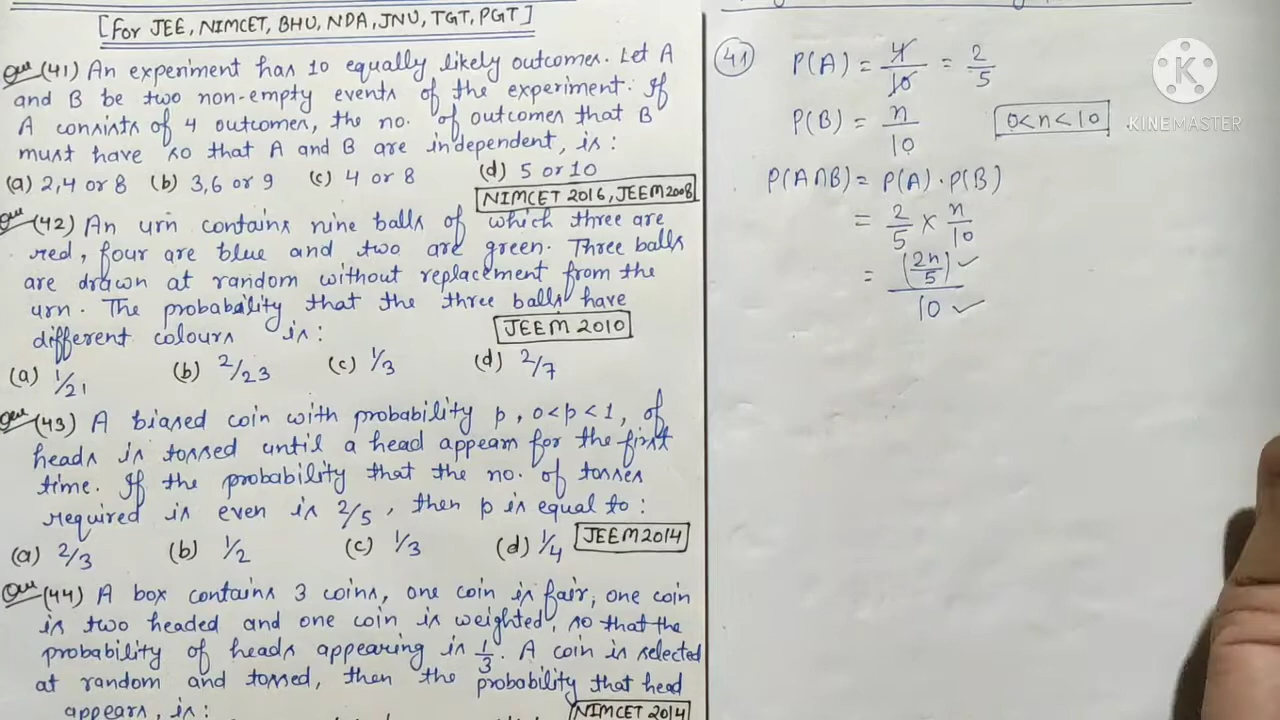 [For JEE, NIMCET, BHU, NDA, JNU, TGT, PGT]
Que (41) An experiment has 10 equally likely outcomes. Let A
and B be two non-empty events of the experiment. If
A consists of 4 outcomes, the no. of outcomes that B
must have so that A and B are independent, is:
(a) 2,4 or 8 (b) 3,6 or 9 (c) 4 or 8 (d) 5 or 10
NIMCET 2016, JEEM 2008
Que (42) An urn contains nine balls of which three are
red, four are blue and two are green. Three balls
are drawn at random without replacement from the
urn. The probability that the three balls have
different colours is:
JEEM 2010
(a) 1/21 (b) 2/23 (c) 1/3 (d) 2/7
Que (43) A biased coin with probability p, 0<p<1, of
heads is tossed until a head appears for the first
time. If the probability that the no. of tosses
required is even is 2/5, then p is equal to:
(a) 2/3 (b) 1/2 (c) 1/3 (d) 1/4
JEEM 2014
Que (44) A box contains 3 coins, one coin is fair, one coin
is two headed and one coin is weighted, so that the
probability of heads appearing is 1/3. A coin is selected
at random and tossed, then the probability that head
appears, is:
NIMCET 2014
(41) P(A) = 4/10 = 2/5
P(B) = n/10 0<n<10
P(A∩B) = P(A).P(B)
= 2/5 × n/10
= (2n/5) ✓
10 ✓
K
KINEMASTER